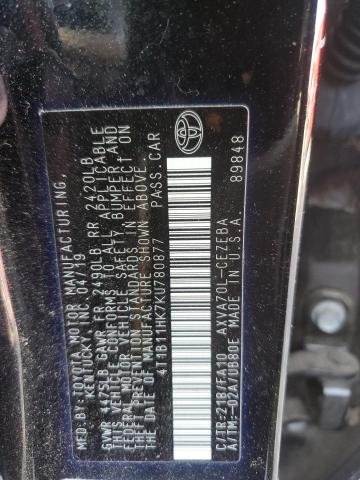 MFD. BY: TOYOTA MOTOR MANUFACTURING,
KENTUCKY, INC. 04/19
GVWR 4475LB GAWR FR 2490LB RR 2420LB
THIS VEHICLE CONFORMS TO ALL APPLICABLE
FEDERAL MOTOR VEHICLE SAFETY, BUMPER, AND
THEFT PREVENTION STANDARDS IN EFFECT ON
THE DATE OF MANUFACTURE SHOWN ABOVE.
4T1B11HK7KU780877 PASS.CAR
C/TR:218/FA10 AXVA70L-CEZEBA
A/TM:-02A/UB80E MADE IN U.S.A.
89848